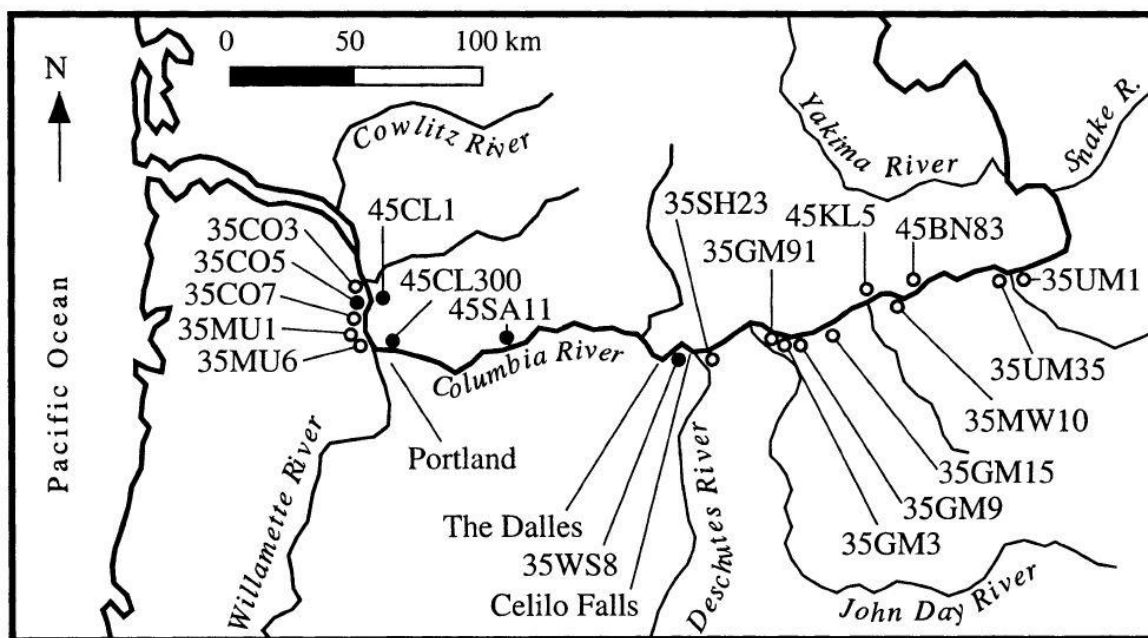 0 50 100 km
N
Cowlitz River
Yakima River
Snake R.
45CL1
35SH23
35CO3
45KL5
35GM91
45BN83
35CO5
45CL300
35CO7
45SA11
35UM1
35MU1
35MU6
Columbia River
35UM35
Pacific Ocean
35MW10
Portland
35GM15
Willamette River
The Dalles
Deschutes River
35GM9
35GM3
35WS8
Celilo Falls
John Day River